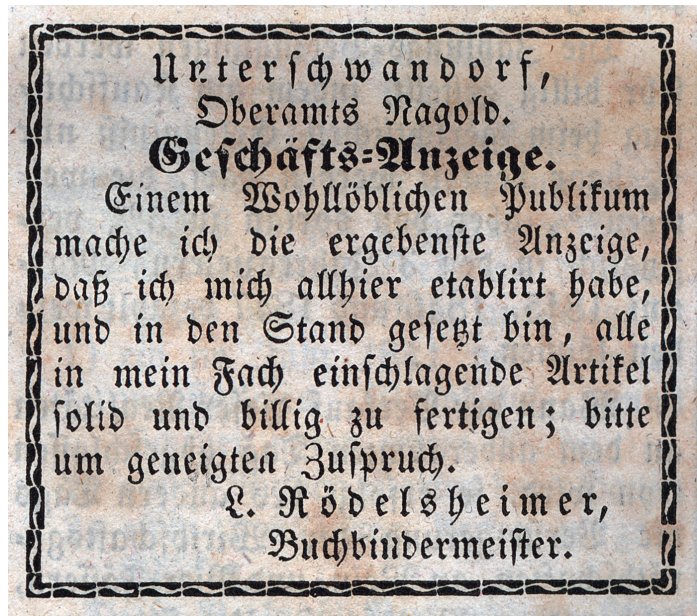 Unterschwandorf,
Oberamts Nagold.
Geschäfts-Anzeige.
Einem Wohllöblichen Publikum
mache ich die ergebenste Anzeige,
daß ich mich allhier etablirt habe,
und in den Stand gesetzt bin, alle
in mein Fach einschlagende Artikel
solid und billig zu fertigen; bitte
um geneigten Zuspruch.
L. Rödelsheimer,
Buchbindermeister.